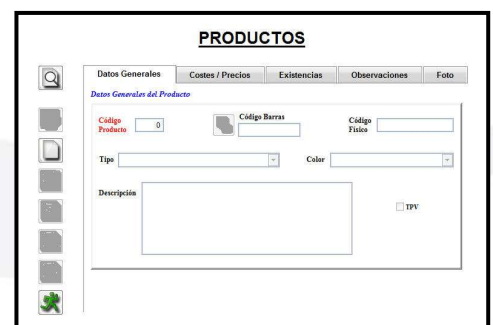 PRODUCTOS
Datos Generales Costes / Precios Existencias Observaciones Foto
Datos Generales del Producto
Código Producto 0
Código Barras
Código Físico
Tipo
Color
Descripción
TPV